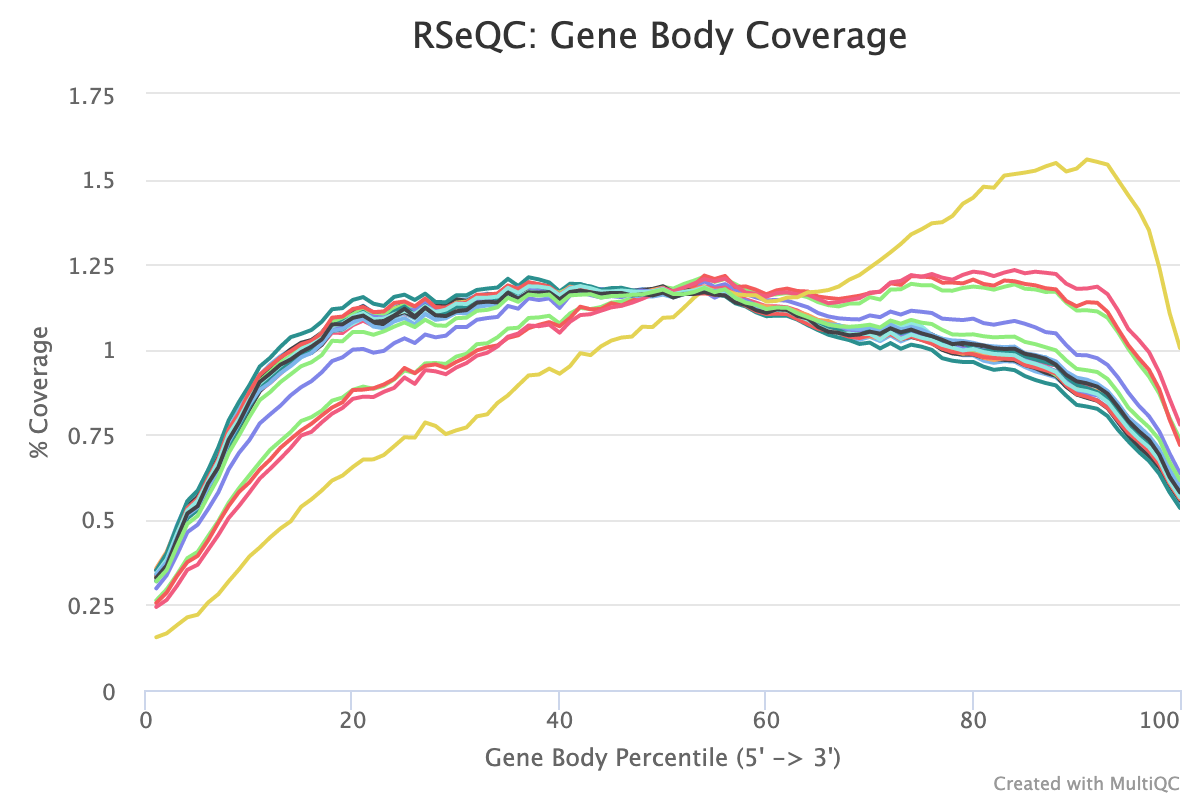 RSeQC: Gene Body Coverage
% Coverage
1.75
1.5
1.25
1
0.75
0.5
0.25
0
0 20 40 60 80 100
Gene Body Percentile (5' -> 3')
Created with MultiQC